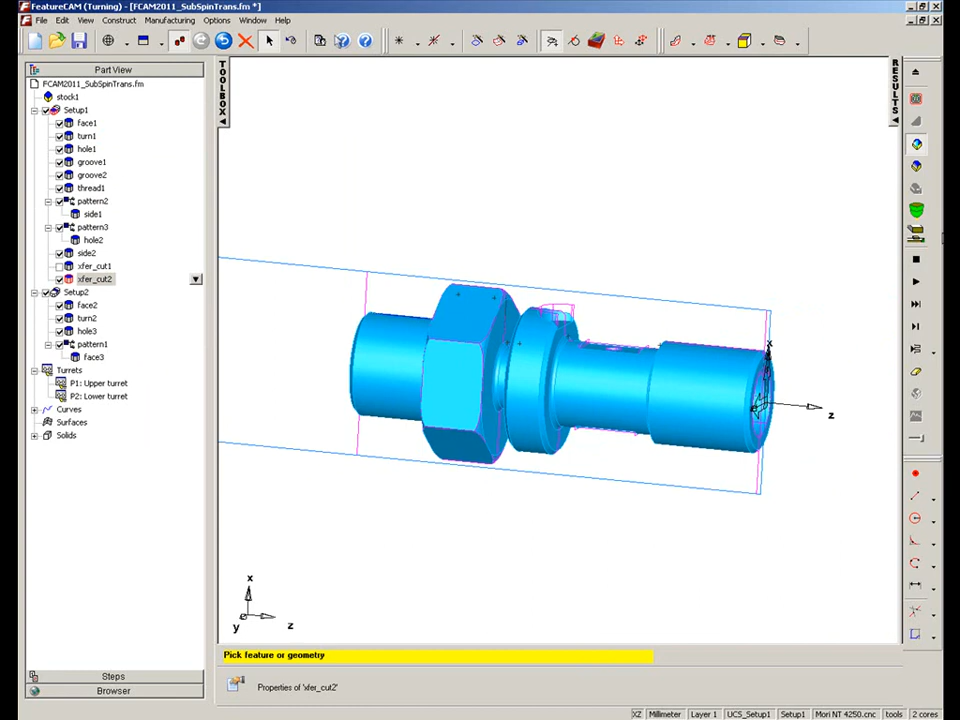 FeatureCAM (Turning) - [FCAM2011_SubSpinTrans.fm *]
File Edit View Construct Manufacturing Options Window Help
Part View
TOOLBOX
RESULTS
FCAM2011_SubSpinTrans.fm
stock1
Setup1
face1
turn1
hole1
groove1
groove2
thread1
pattern2
side1
pattern3
hole2
side2
xfer_cut1
xfer_cut2
Setup2
face2
turn2
hole3
pattern1
face3
Turrets
P1: Upper turret
P2: Lower turret
Curves
Surfaces
Solids
x
z
x
y
z
Pick feature or geometry
Steps
Browser
Properties of 'xfer_cut2'
XZ Millimeter Layer 1 UCS_Setup1 Setup1 Mori NT 4250.cnc tools 2 cores